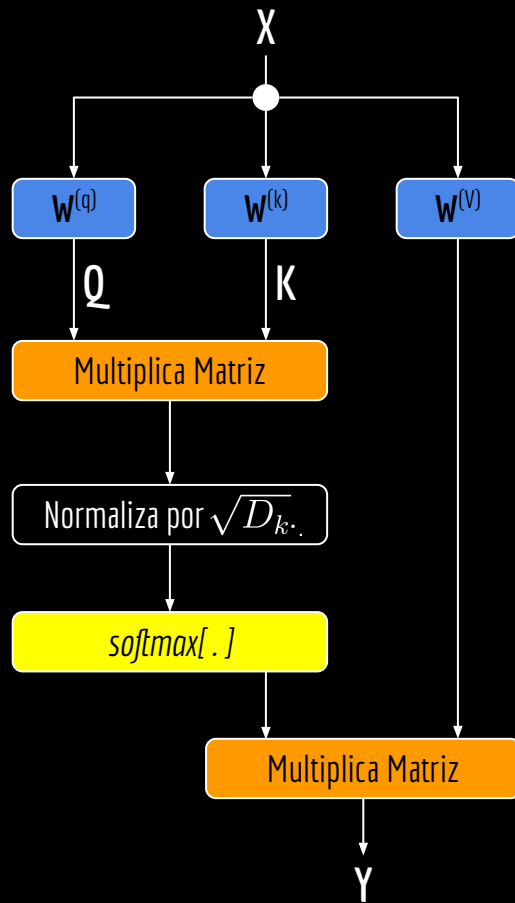 X
W(q) W(k) W(V)
Q K
Multiplica Matriz
Normaliza por √D_k..
softmax[ . ]
Multiplica Matriz
Y